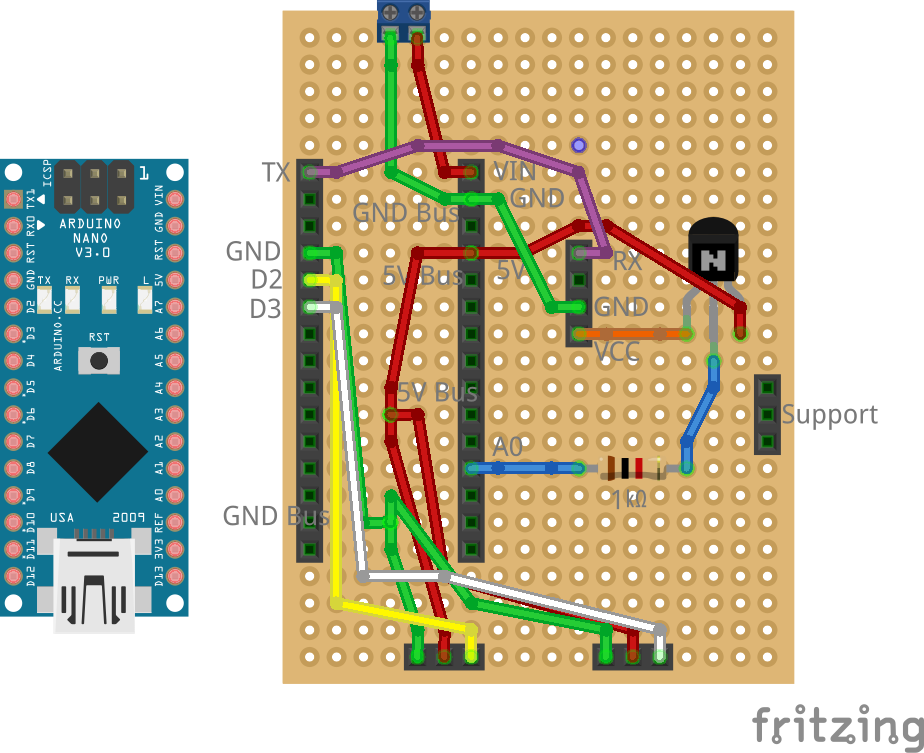 ICSP
1
TX1
RX0
RST
GND
D2
D3
D4
D5
D6
D7
D8
D9
D10
D11
D12
VIN
GND
RST
5V
A7
A6
A5
A4
A3
A2
A1
A0
REF
3V3
D13
ARDUINO
NANO
V3.0
TX
RX
PWR
L
ARDUINO.CC
RST
USA
2009
TX
VIN
GND
GND Bus
GND
5V Bus
5V
RX
D2
D3
GND
VCC
5V Bus
Support
A0
1kΩ
GND Bus
N
fritzing